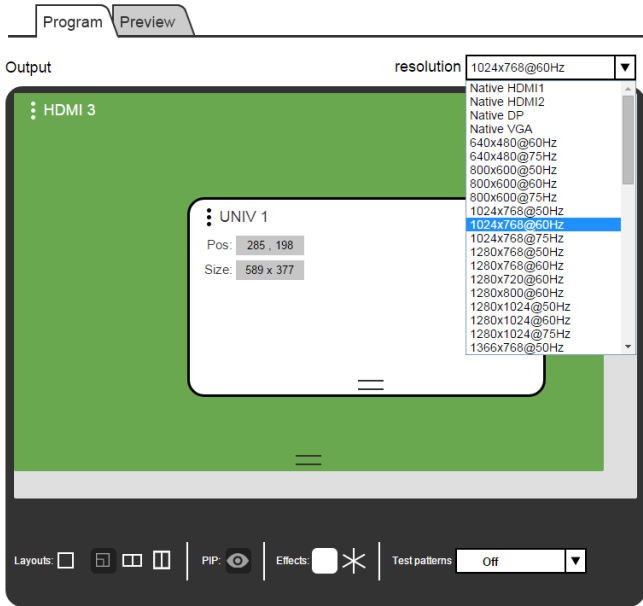 Program
Preview
Output
resolution
1024x768@60Hz
Native HDMI1
Native HDMI2
Native DP
Native VGA
640x480@60Hz
640x480@75Hz
800x600@50Hz
800x600@60Hz
800x600@75Hz
1024x768@50Hz
1024x768@60Hz
1024x768@75Hz
1280x768@50Hz
1280x768@60Hz
1280x720@60Hz
1280x800@60Hz
1280x1024@50Hz
1280x1024@60Hz
1280x1024@75Hz
1366x768@50Hz
HDMI 3
UNIV 1
Pos: 285 , 198
Size: 589 x 377
Layouts:
PIP:
Effects:
Test patterns
Off